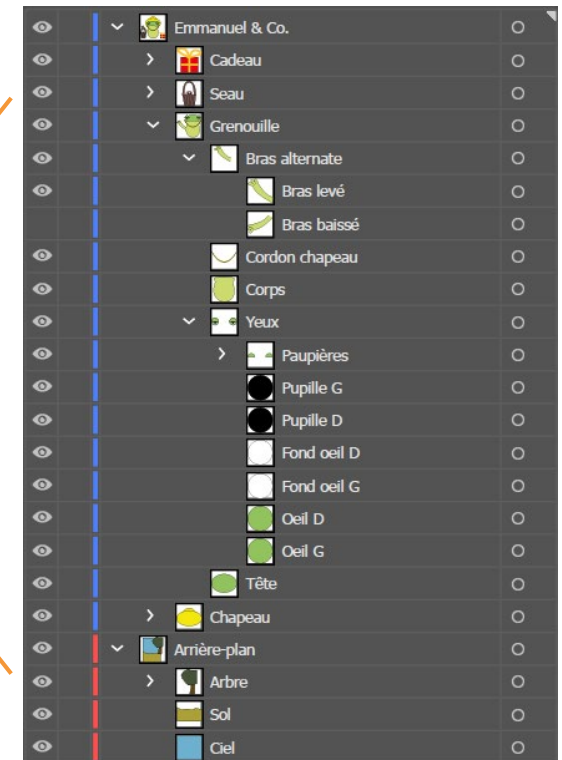 Emmanuel & Co.
Cadeau
Seau
Grenouille
Bras alternate
Bras levé
Bras baissé
Cordon chapeau
Corps
Yeux
Paupières
Pupille G
Pupille D
Fond oeil D
Fond oeil G
Oeil D
Oeil G
Tête
Chapeau
Arrière-plan
Arbre
Sol
Ciel